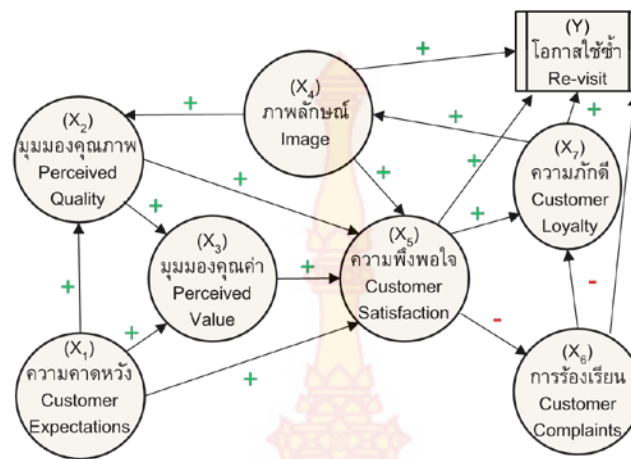 (Y)
โอกาสใช้ซ้ำ
Re-visit
+
(X4)
ภาพลักษณ์
Image
+
+
+
(X2)
มุมมองคุณภาพ
Perceived
Quality
+
+
+
(X7)
ความภักดี
Customer
Loyalty
+
+
(X5)
ความพึงพอใจ
Customer
Satisfaction
+
(X3)
มุมมองคุณค่า
Perceived
Value
+
+
-
-
(X1)
ความคาดหวัง
Customer
Expectations
+
+
(X6)
การร้องเรียน
Customer
Complaints